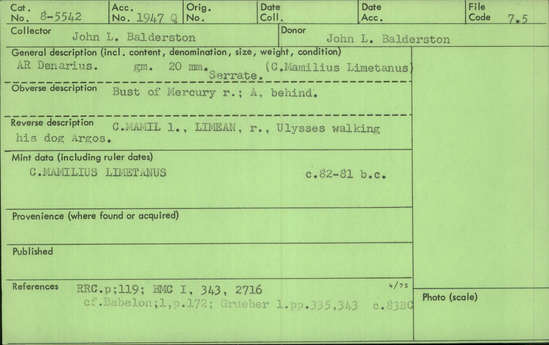 Cat. No. 8-5542 Acc. No. 1947 Q Orig. No. Date Coll. Date Acc. File Code 7.5
Collector John L. Balderston Donor John L. Balderston
General description (incl. content, denomination, size, weight, condition)
AR Denarius. gm. 20 mm. (C.Mamilius Limetanus)
Serrate.
Obverse description Bust of Mercury r.; A, behind.
Reverse description C.MAMIL l., LIMEAN, r., Ulysses walking
his dog Argos.
Mint data (including ruler dates)
C.MAMILIUS LIMETANUS c.82-81 b.c.
Provenience (where found or acquired)
Published
References RRC.p;119; BMC I, 343, 2716 4/75
cf.Babelon;1,p.172; Grueber 1.pp.335,343 c.83BC
Photo (scale)